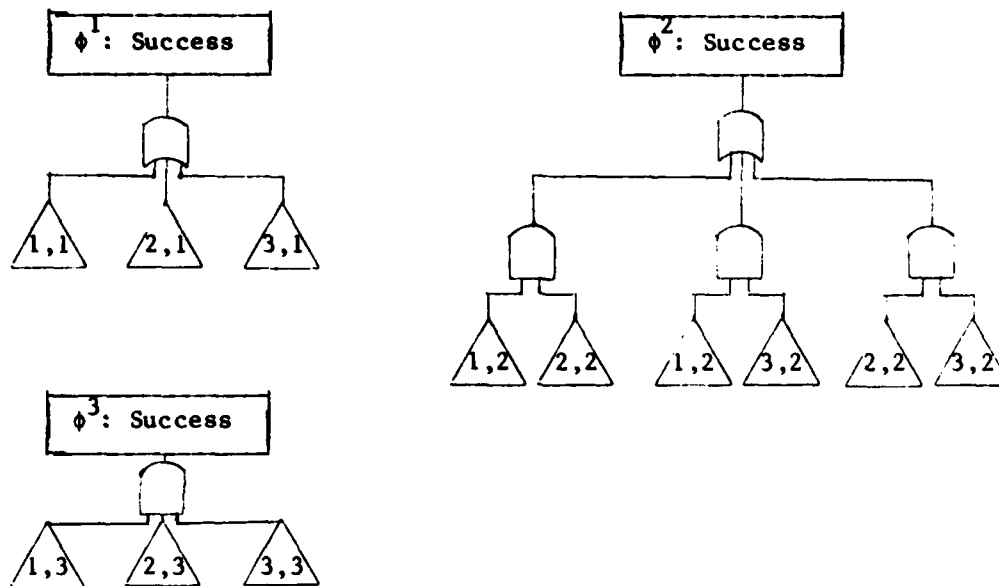 ϕ¹: Success
1,1 2,1 3,1
ϕ²: Success
1,2 2,2 1,2 3,2 2,2 3,2
ϕ³: Success
1,3 2,3 3,3